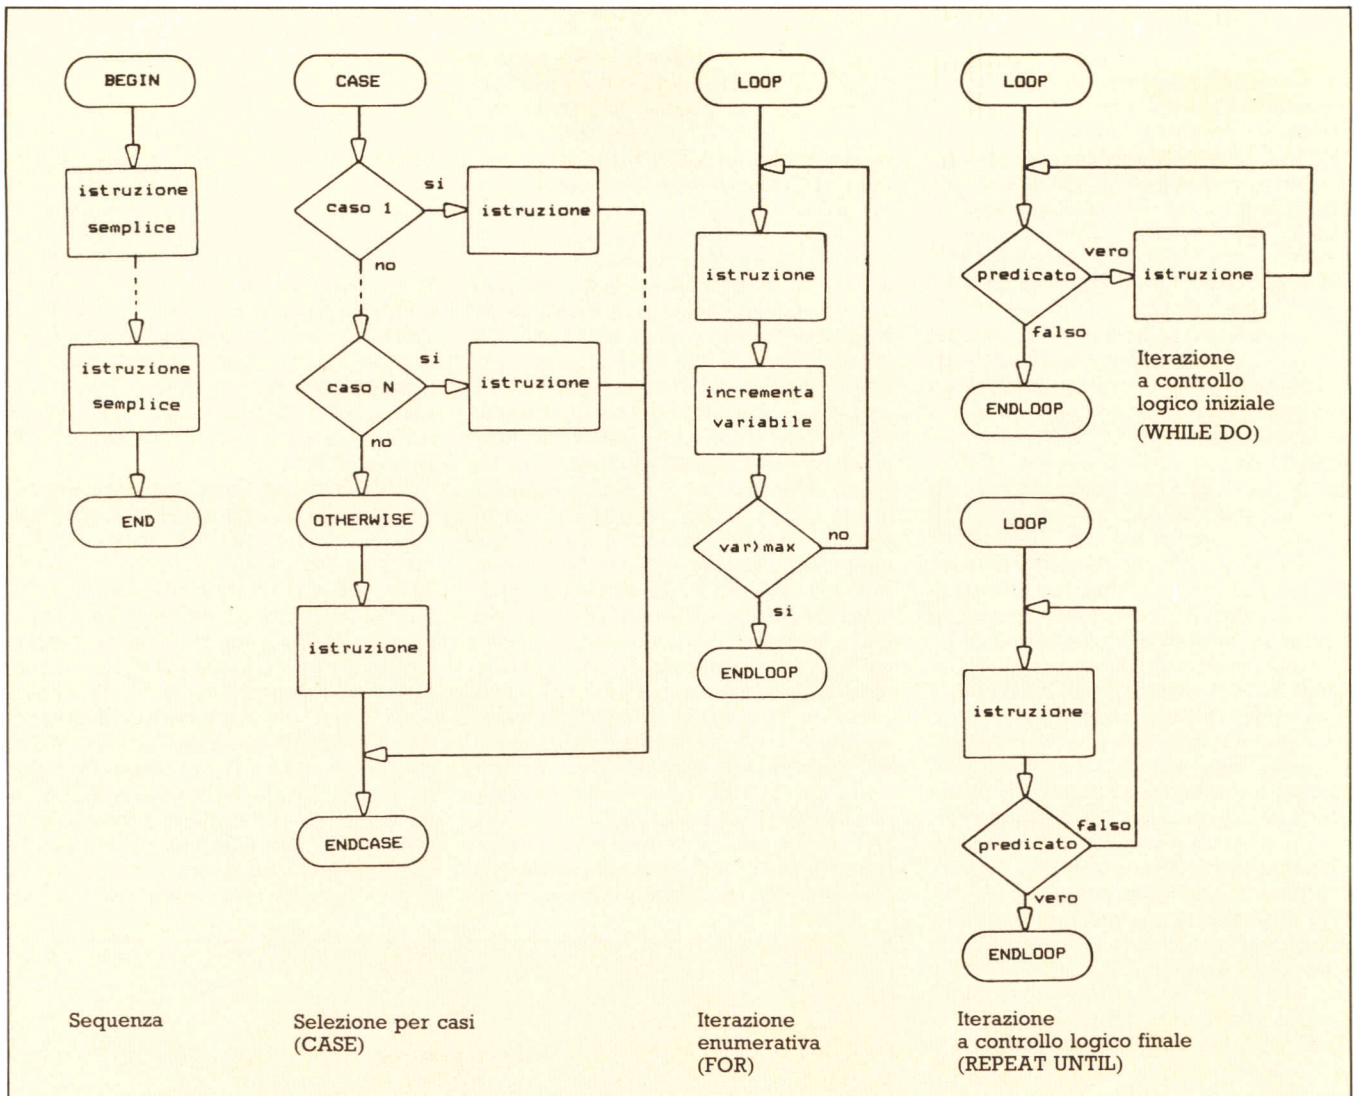 BEGIN
istruzione
semplice
istruzione
semplice
END
Sequenza
CASE
caso 1
si
istruzione
no
caso N
si
istruzione
no
OTHERWISE
istruzione
ENDCASE
Selezione per casi
(CASE)
LOOP
istruzione
incrementa
variabile
var)max
no
si
ENDLOOP
Iterazione
enumerativa
(FOR)
LOOP
predicato
vero
istruzione
falso
ENDLOOP
Iterazione
a controllo
logico iniziale
(WHILE DO)
LOOP
istruzione
predicato
falso
vero
ENDLOOP
Iterazione
a controllo logico finale
(REPEAT UNTIL)